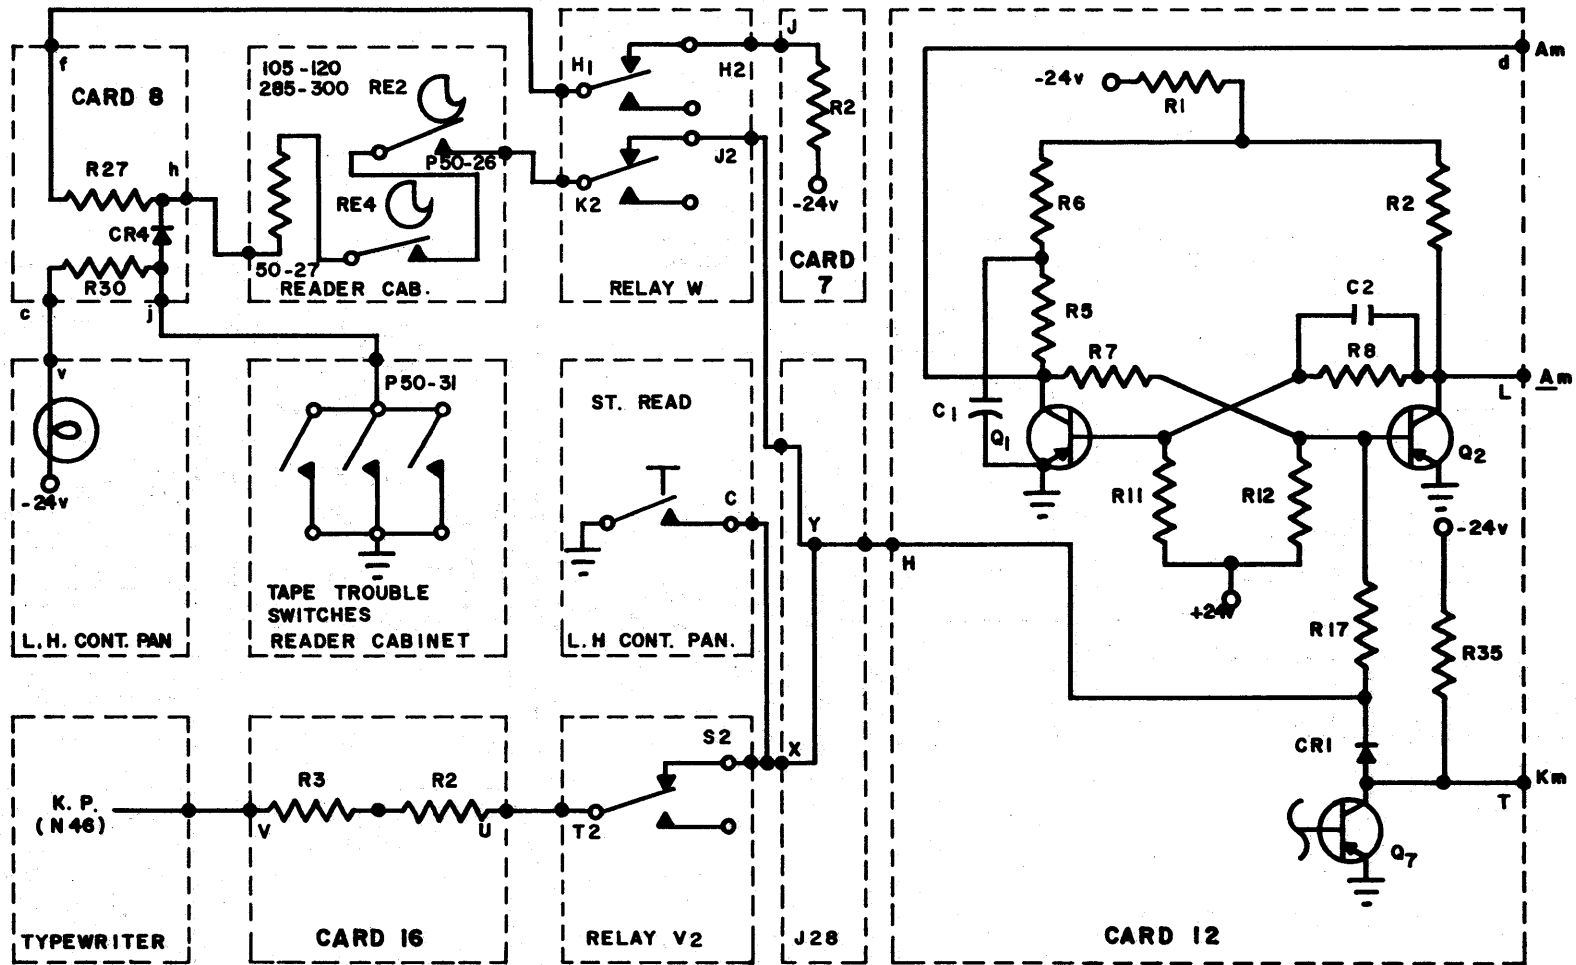 f
CARD 8
R27
h
CR4
R30
c
j
105-120
285-300
RE2
P50-26
RE4
50-27
READER CAB.
H1
H2
J2
K2
RELAY W
J
R2
-24v
CARD
7
Am
d
-24v
R1
R6
R2
R5
C2
R7
R8
C1
Q1
L
Am
Q2
R11
R12
-24v
+24v
H
R17
R35
CR1
Km
T
Q7
CARD 12
v
-24v
L.H. CONT. PAN
P50-31
TAPE TROUBLE
SWITCHES
READER CABINET
ST. READ
C
L.H CONT. PAN.
Y
X
J28
K. P.
(N46)
TYPEWRITER
V
R3
R2
U
CARD 16
S2
T2
RELAY V2